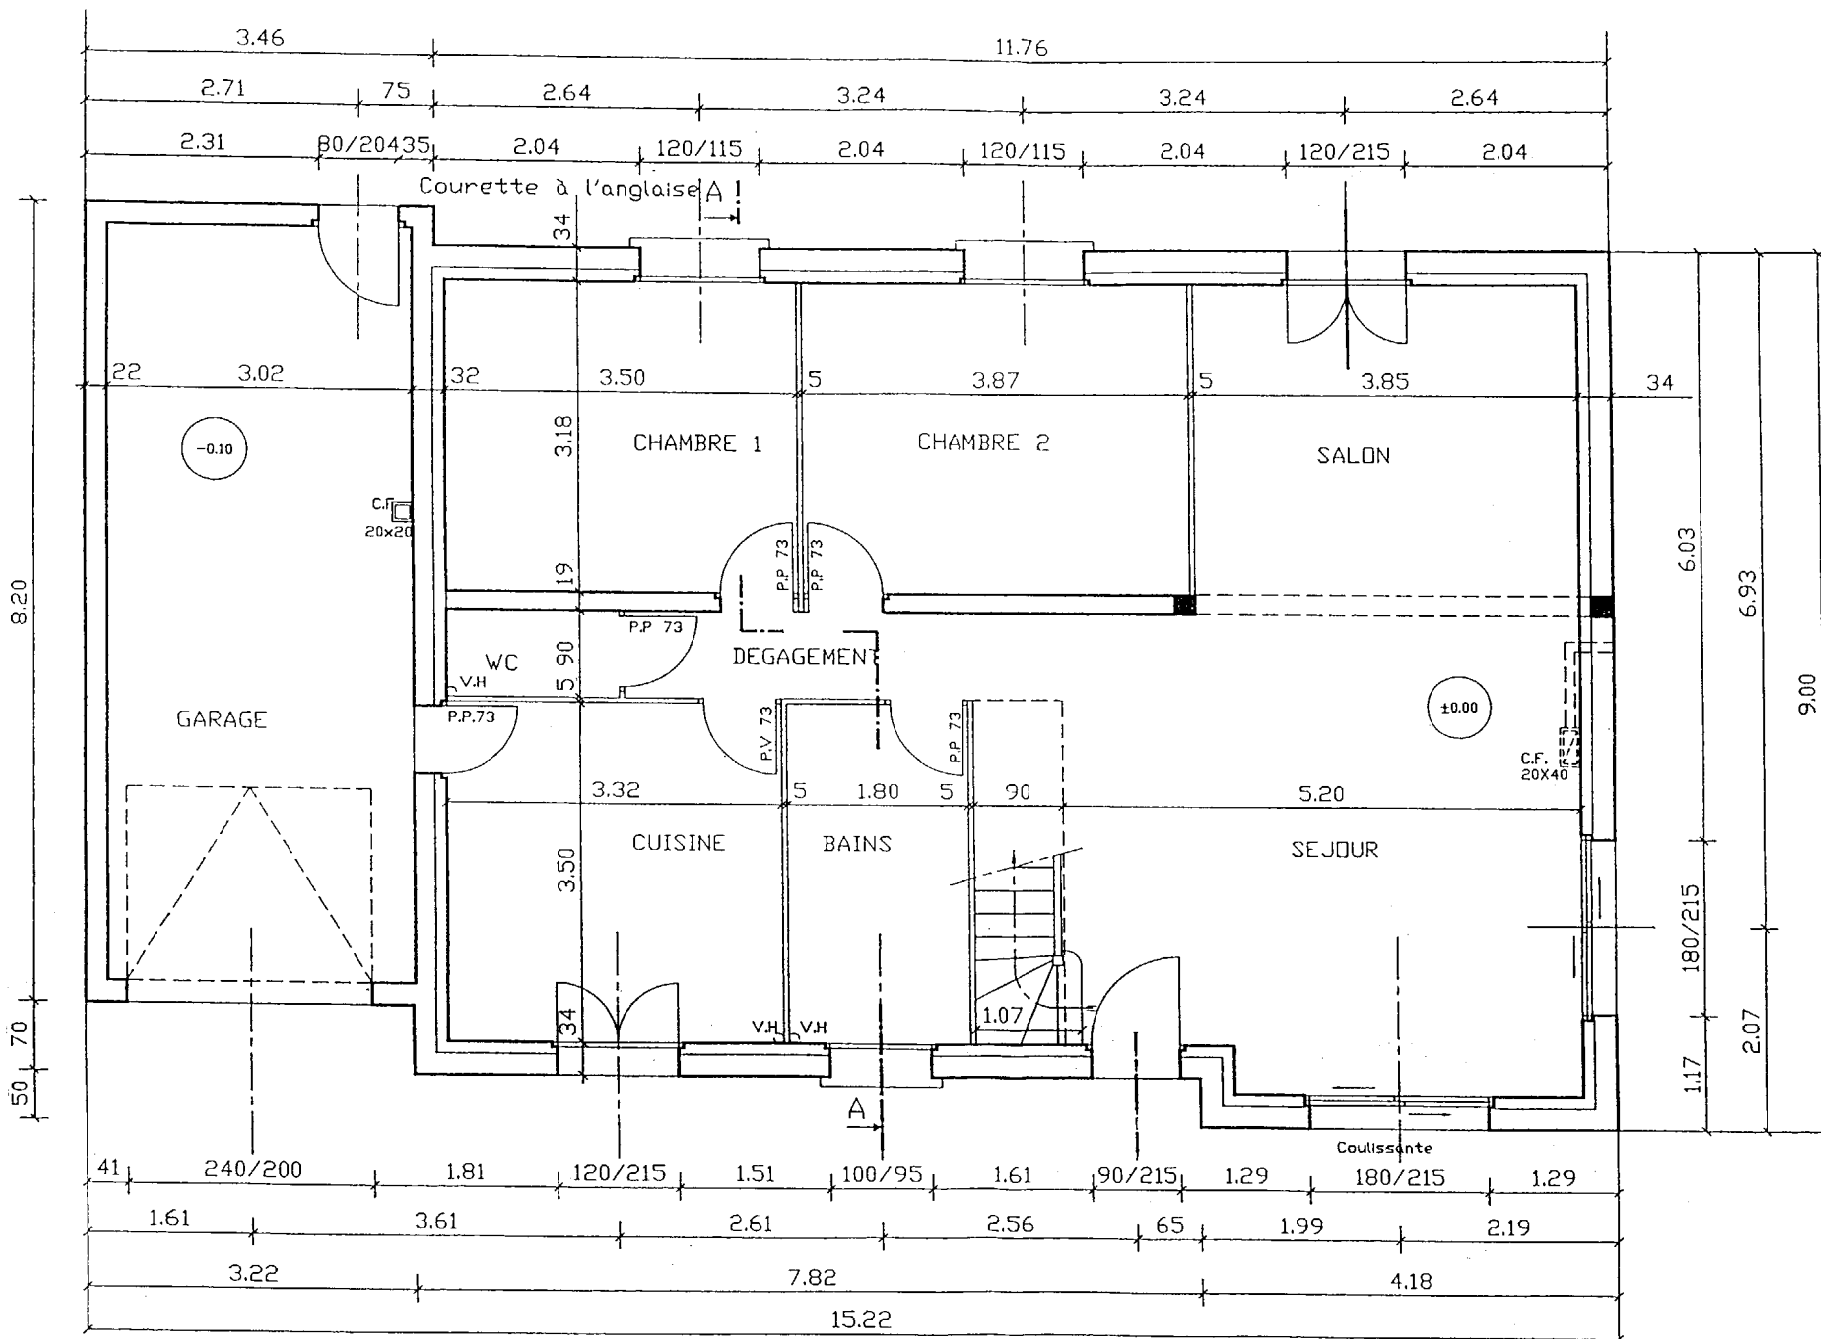 3.46 11.76
2.71 75 2.64 3.24 3.24 2.64
2.31 80/204 35 2.04 120/115 2.04 120/115 2.04 120/215 2.04
Courette à l'anglaise A
34
22 3.02 32 3.50 5 3.87 5 3.85 34
3.18
CHAMBRE 1
CHAMBRE 2
SALON
-0.10
C.F
20x20
P.P 73
P.P 73
19
6.03
6.93
8.20
9.00
P.P 73
WC
V.H
90
5
DEGAGEMENT
GARAGE
P.P.73
P.V 73
P.P 73
±0.00
C.F.
20X40
3.32 5 1.80 5 90 5.20
CUISINE
BAINS
SEJOUR
3.50
180/215
1.07
34
V.H V.H
70
50
2.07
1.17
A
Coulissante
41 240/200 1.81 120/215 1.51 100/95 1.61 90/215 1.29 180/215 1.29
1.61 3.61 2.61 2.56 65 1.99 2.19
3.22 7.82 4.18
15.22